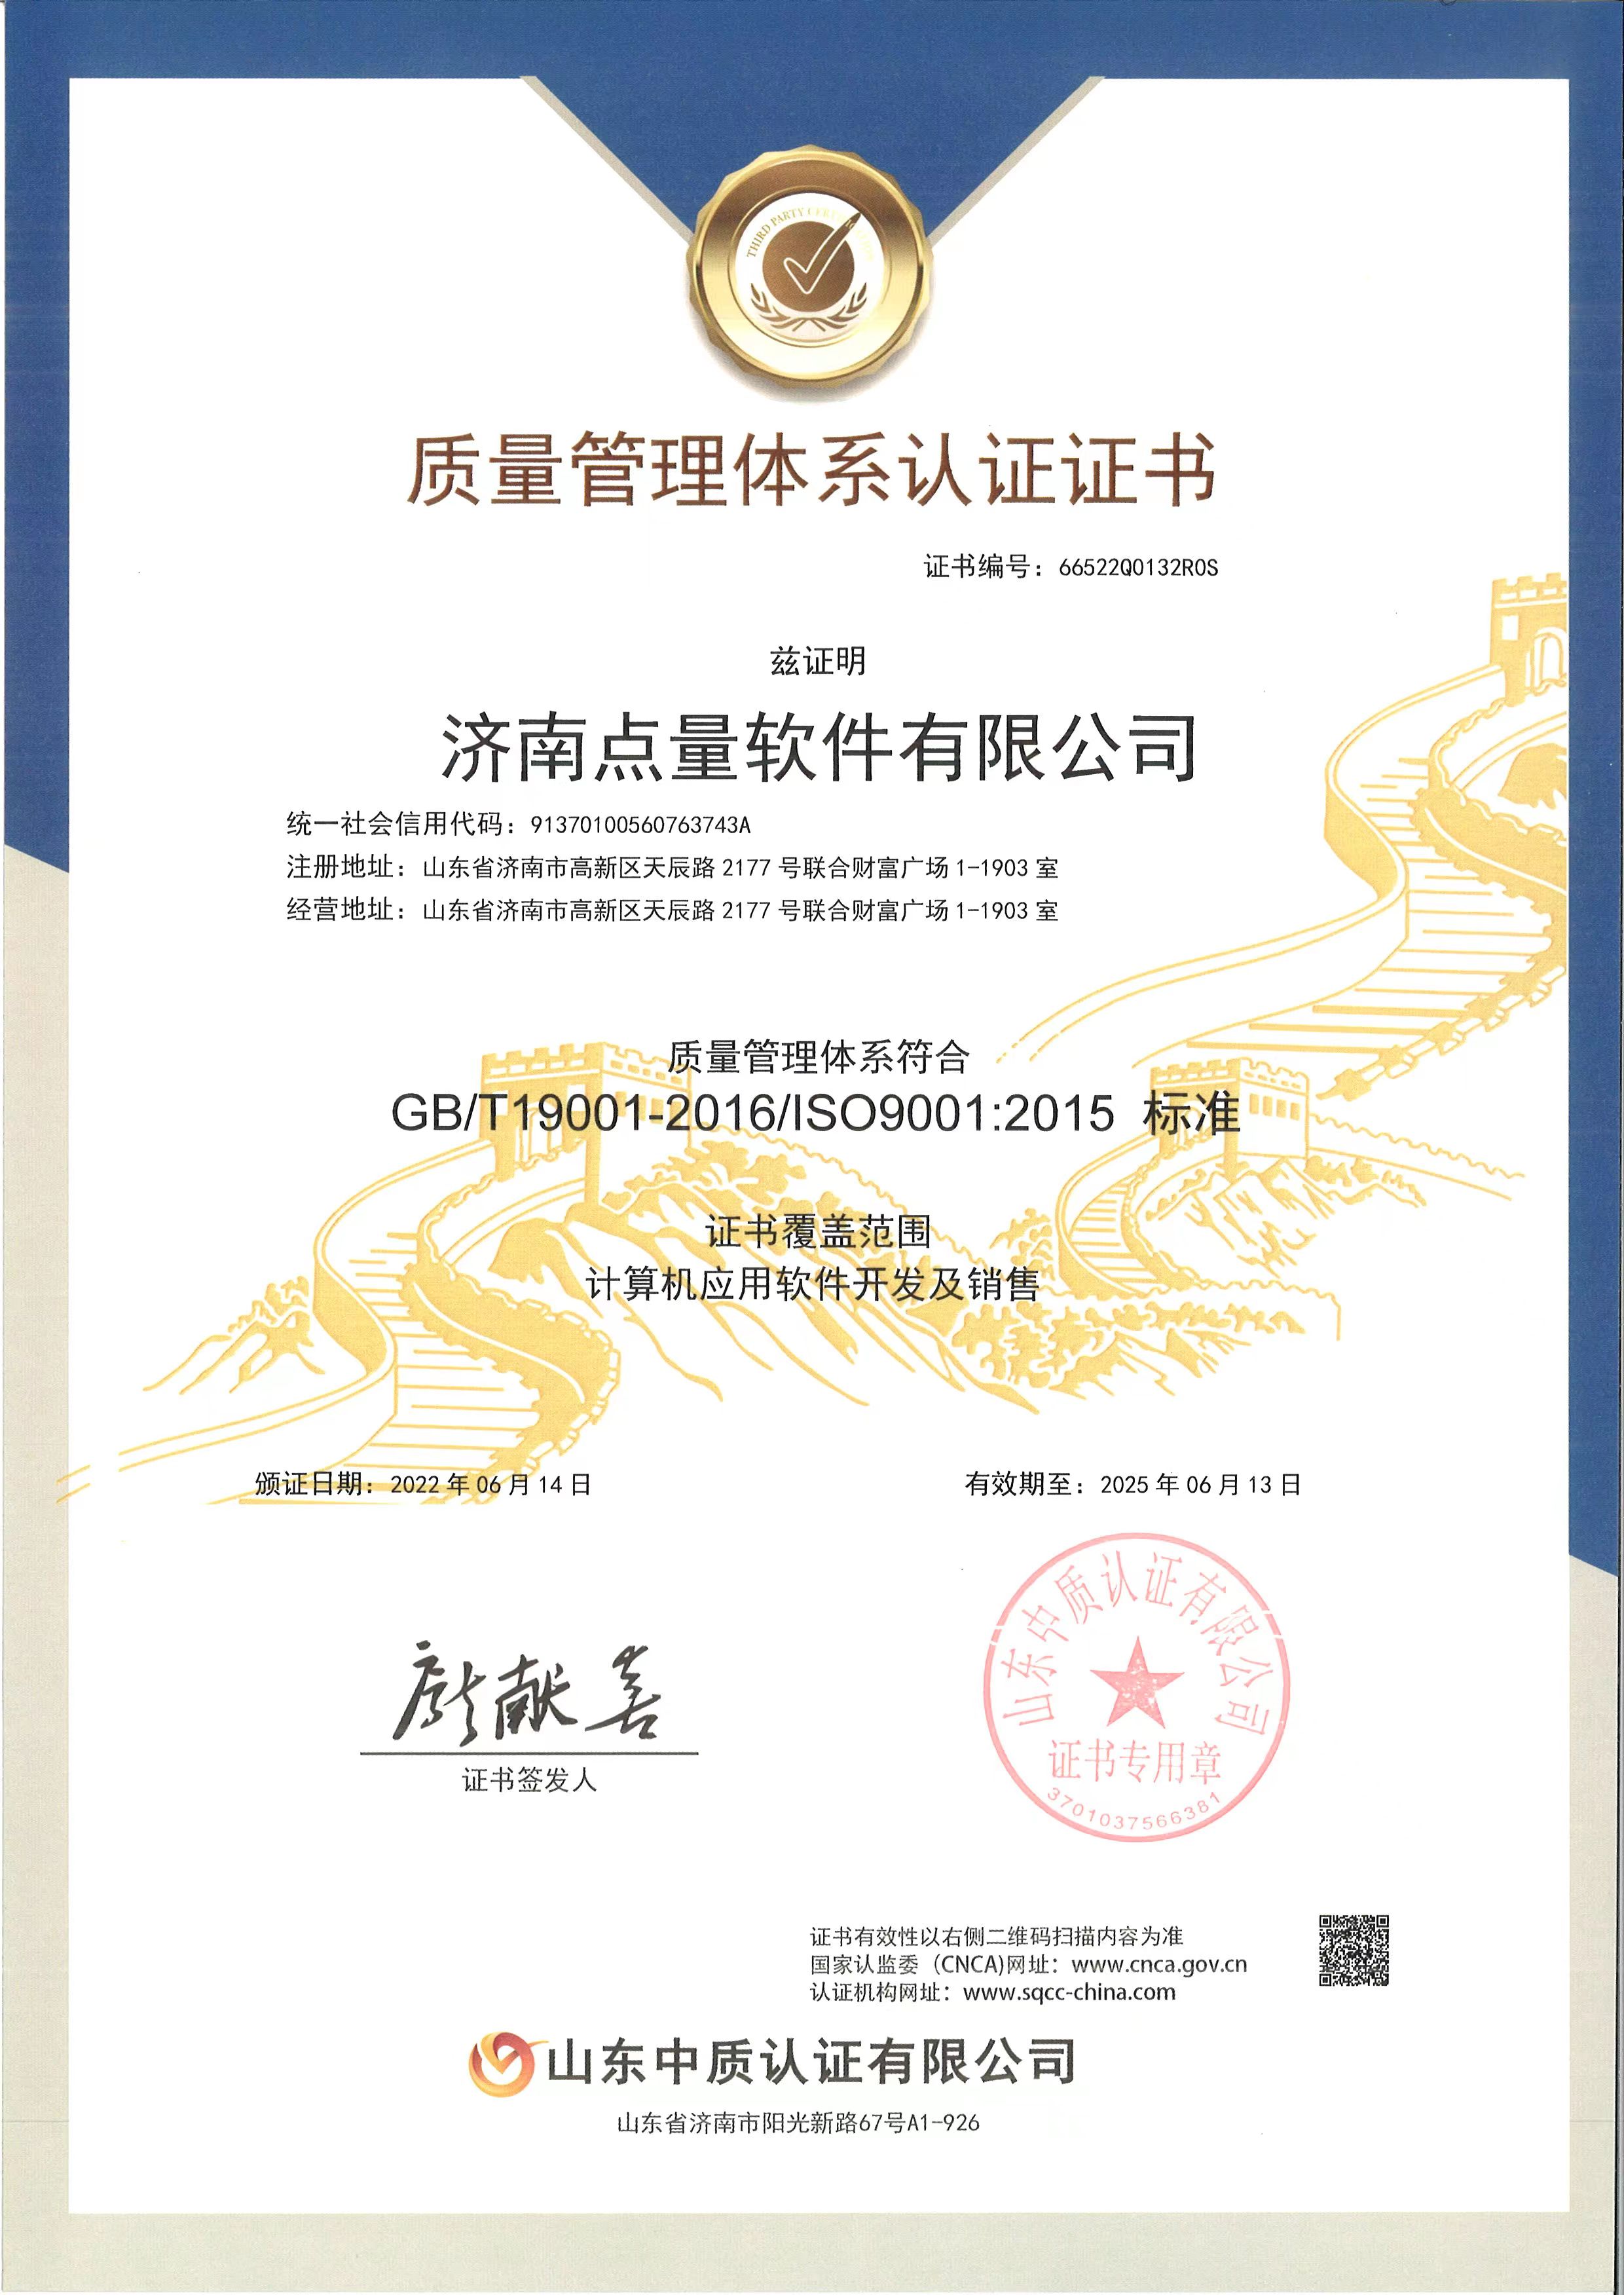 THIRD PARTY CERT
质量管理体系认证证书
证书编号：66522Q0132R0S
兹证明
济南点量软件有限公司
统一社会信用代码：91370100560763743A
注册地址：山东省济南市高新区天辰路 2177 号联合财富广场 1-1903 室
经营地址：山东省济南市高新区天辰路 2177 号联合财富广场 1-1903 室
质量管理体系符合
GB/T19001-2016/ISO9001:2015 标准
证书覆盖范围
计算机应用软件开发及销售
颁证日期：2022 年 06 月 14 日
有效期至：2025 年 06 月 13 日
山东中质认证有限公司
证书专用章
3701037566381
献喜
证书签发人
证书有效性以右侧二维码扫描内容为准
国家认监委（CNCA)网址：www.cnca.gov.cn
认证机构网址：www.sqcc-china.com
山东中质认证有限公司
山东省济南市阳光新路67号A1-926